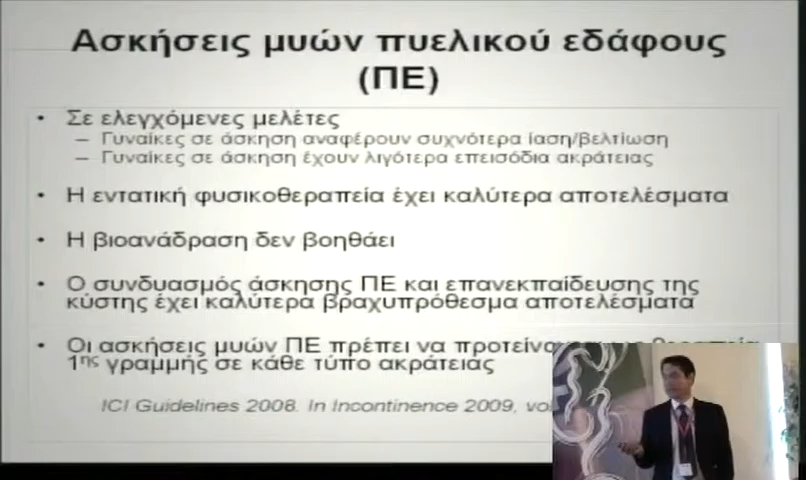 Ασκήσεις μυών πυελικού εδάφους
(ΠΕ)
• Σε ελεγχόμενες μελέτες
– Γυναίκες σε άσκηση αναφέρουν συχνότερα ίαση/βελτίωση
– Γυναίκες σε άσκηση έχουν λιγότερα επεισόδια ακράτειας
• Η εντατική φυσικοθεραπεία έχει καλύτερα αποτελέσματα
• Η βιοανάδραση δεν βοηθάει
• Ο συνδυασμός άσκησης ΠΕ και επανεκπαίδευσης της
κύστης έχει καλύτερα βραχυπρόθεσμα αποτελέσματα
• Οι ασκήσεις μυών ΠΕ πρέπει να
1ης γραμμής σε κάθε τύπο ακράτειας
ICI Guidelines 2008. In Incontinence 2009,